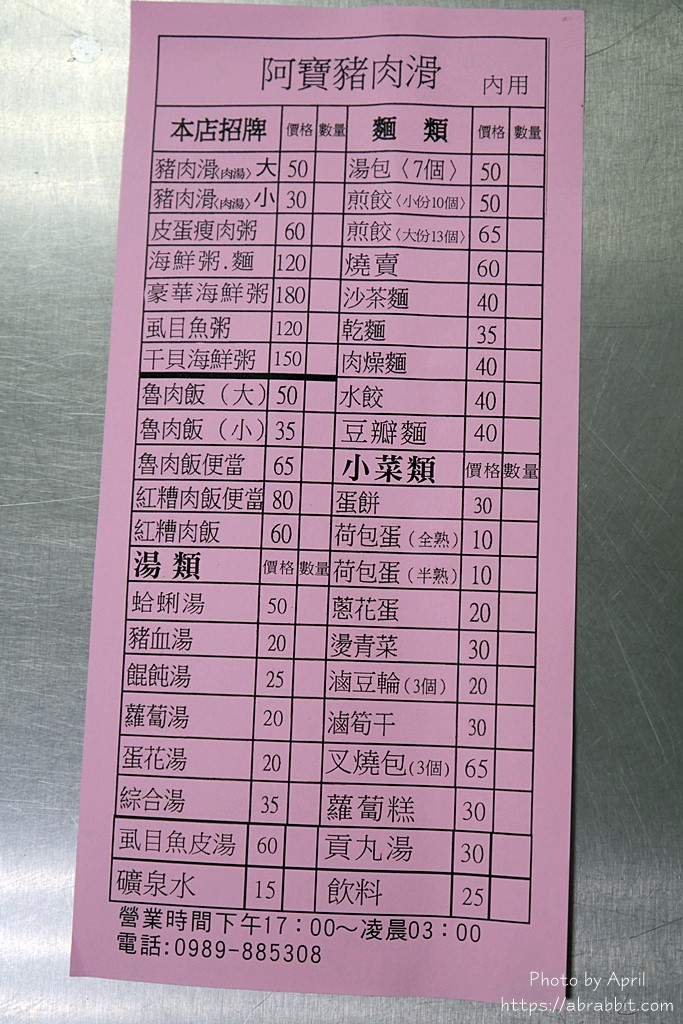 阿寶豬肉滑 內用
本店招牌 價格 數量 麵 類 價格 數量
豬肉滑〈肉湯〉大 50 湯包〈7個〉 50
豬肉滑〈肉湯〉小 30 煎餃〈小份10個〉 50
皮蛋瘦肉粥 60 煎餃〈大份13個〉 65
海鮮粥.麵 120 燒賣 60
豪華海鮮粥 180 沙茶麵 40
虱目魚粥 120 乾麵 35
干貝海鮮粥 150 肉燥麵 40
魯肉飯（大） 50 水餃 40
魯肉飯（小） 35 豆瓣麵 40
魯肉飯便當 65 小菜類 價格 數量
紅糟肉飯便當 80 蛋餅 30
紅糟肉飯 60 荷包蛋（全熟） 10
湯類 價格 數量 荷包蛋（半熟） 10
蛤蜊湯 50 蔥花蛋 20
豬血湯 20 燙青菜 30
餛飩湯 25 滷豆輪（3個） 20
蘿蔔湯 20 滷筍干 30
蛋花湯 20 叉燒包(3個) 65
綜合湯 35 蘿蔔糕 30
虱目魚皮湯 60 貢丸湯 30
礦泉水 15 飲料 25
營業時間下午17：00～凌晨03：00
電話:0989-885308
Photo by April
https://abrabbit.com